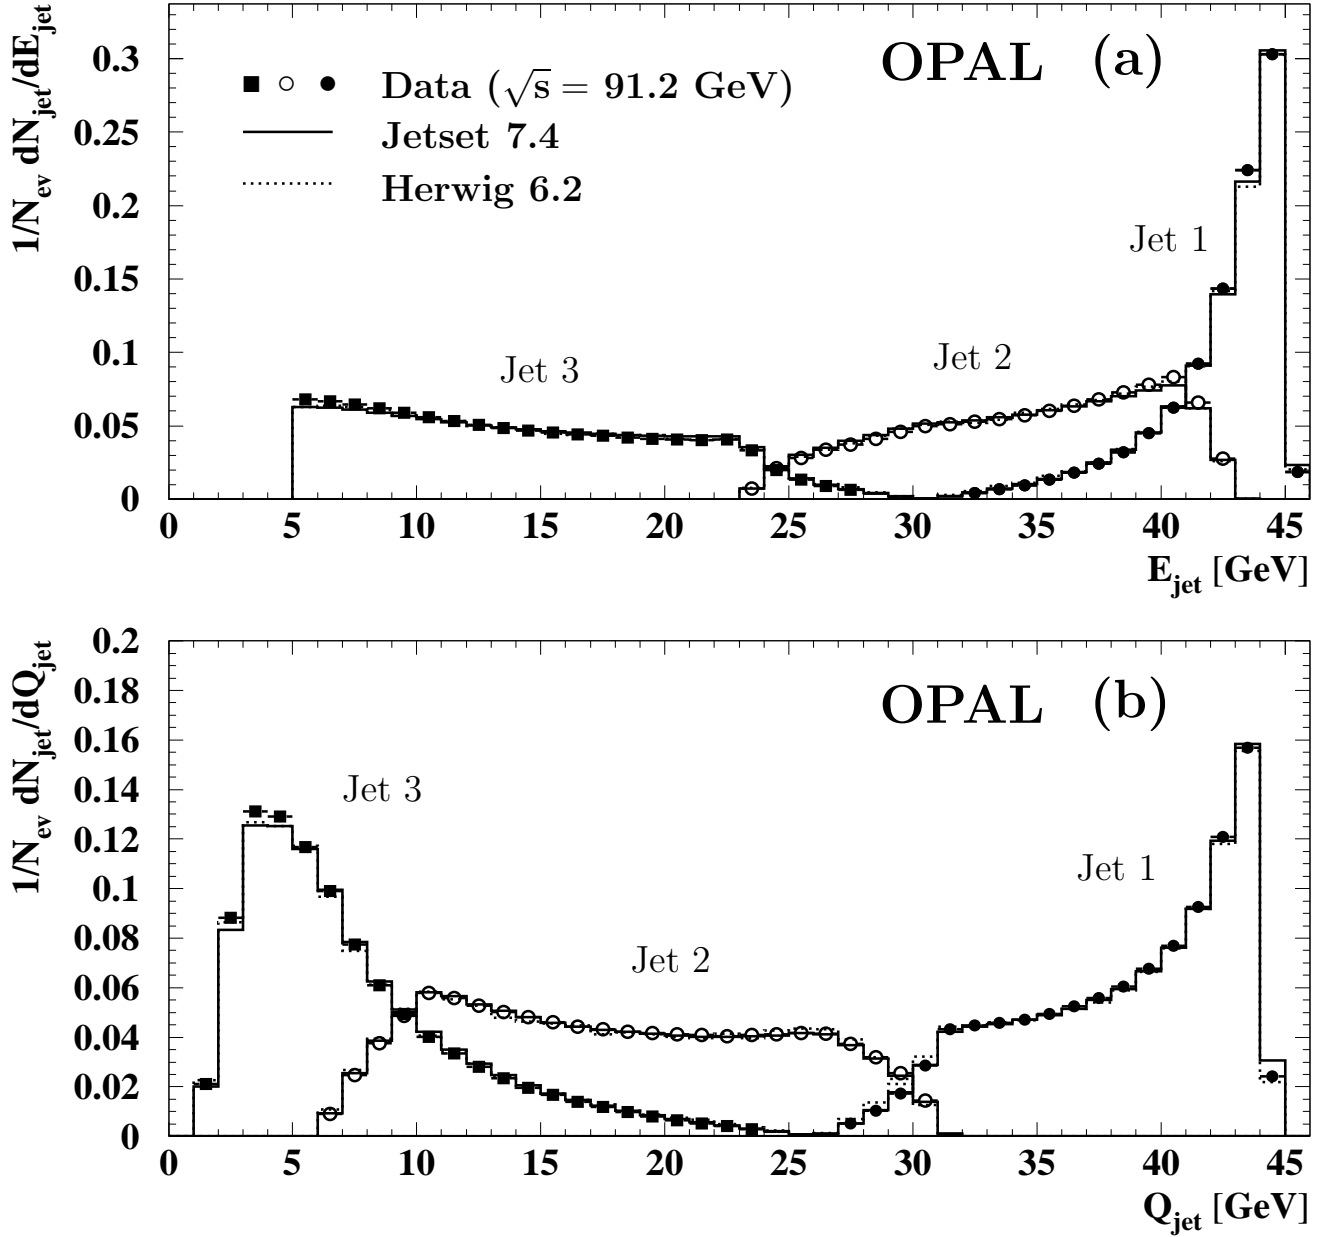 1/N_ev dN_jet/dE_jet
OPAL (a)
Data (√s = 91.2 GeV)
Jetset 7.4
Herwig 6.2
Jet 1
Jet 2
Jet 3
0.3
0.25
0.2
0.15
0.1
0.05
0
0 5 10 15 20 25 30 35 40 45
E_jet [GeV]
1/N_ev dN_jet/dQ_jet
OPAL (b)
Jet 3
Jet 1
Jet 2
0.2
0.18
0.16
0.14
0.12
0.1
0.08
0.06
0.04
0.02
0
0 5 10 15 20 25 30 35 40 45
Q_jet [GeV]